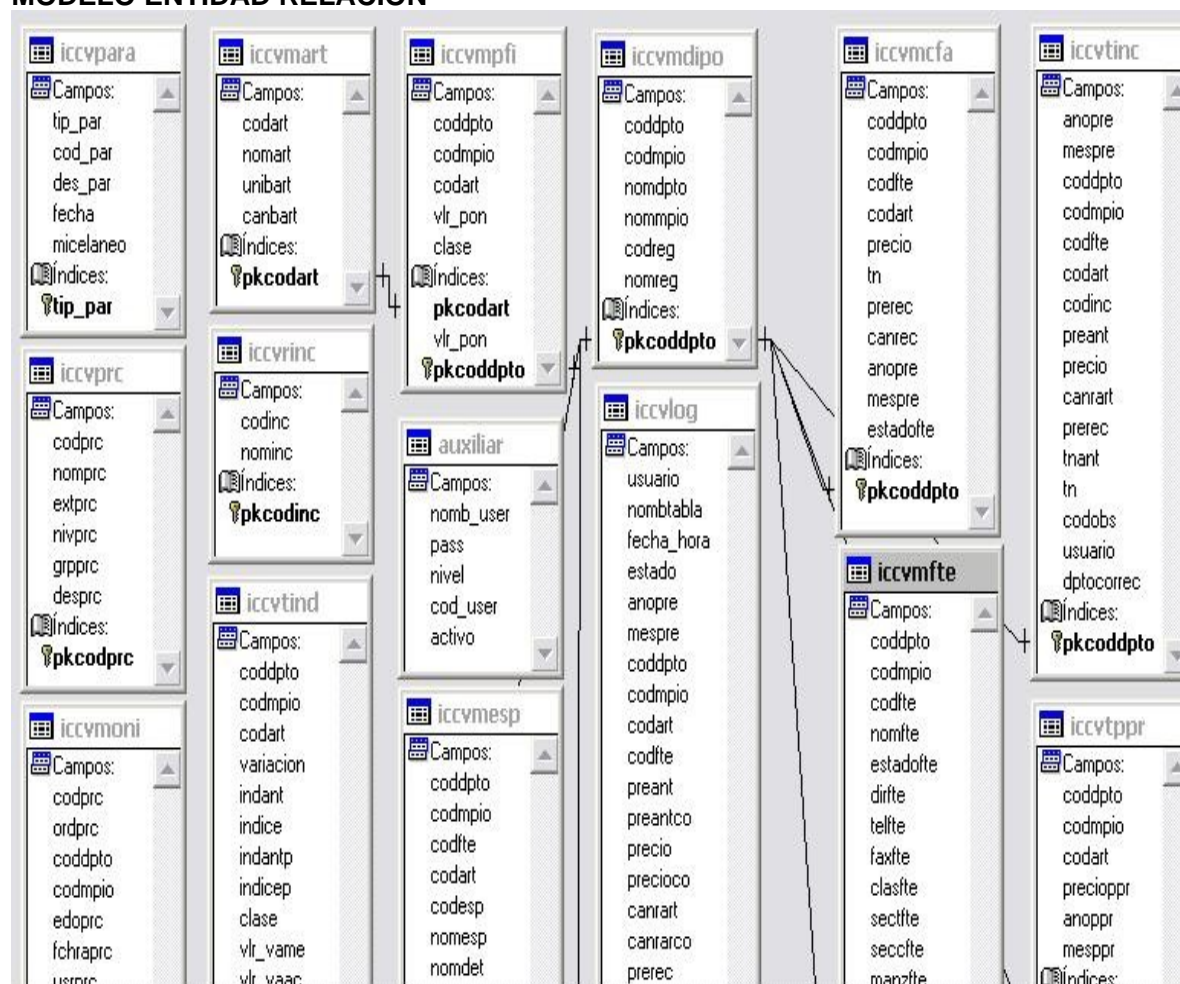 MODELO ENTIDAD RELACIÓN
iccvpara
Campos:
tip_par
cod_par
des_par
fecha
micelaneo
Índices:
tip_par
iccvprc
Campos:
codprc
nomprc
extprc
nivprc
grpprc
desprc
Índices:
pkcodprc
iccvmoni
Campos:
codprc
ordprc
coddpto
codmpio
edoprc
fchraprc
usrprc
iccvmart
Campos:
codart
nomart
unibart
canbart
Índices:
pkcodart
iccvrinc
Campos:
codinc
nominc
Índices:
pkcodinc
iccvtind
Campos:
coddpto
codmpio
codart
variacion
indant
indice
indantp
indicep
clase
vlr_vame
vlr_vaac
iccvmpfi
Campos:
coddpto
codmpio
codart
vlr_pon
clase
Índices:
pkcodart
vlr_pon
pkcoddpto
auxiliar
Campos:
nomb_user
pass
nivel
cod_user
activo
iccvmesp
Campos:
coddpto
codmpio
codfte
codart
codesp
nomesp
nomdet
iccvmdipo
Campos:
coddpto
codmpio
nomdpto
nommpio
codreg
nomreg
Índices:
pkcoddpto
iccvlog
Campos:
usuario
nombtabla
fecha_hora
estado
anopre
mespre
coddpto
codmpio
codart
codfte
preant
preantco
precio
precioco
canrart
canrarco
prerec
iccvmcfa
Campos:
coddpto
codmpio
codfte
codart
precio
tn
prerec
canrec
anopre
mespre
estadofte
Índices:
pkcoddpto
iccvmfte
Campos:
coddpto
codmpio
codfte
nomfte
estadofte
dirfte
telfte
faxfte
clasfte
sectfte
seccfte
manzfte
iccvtinc
Campos:
anopre
mespre
coddpto
codmpio
codfte
codart
codinc
preant
precio
canrart
prerec
tnant
tn
codobs
usuario
dptocorrec
Índices:
pkcoddpto
iccvtppr
Campos:
coddpto
codmpio
codart
precioppr
anoppr
mesppr
Índices: